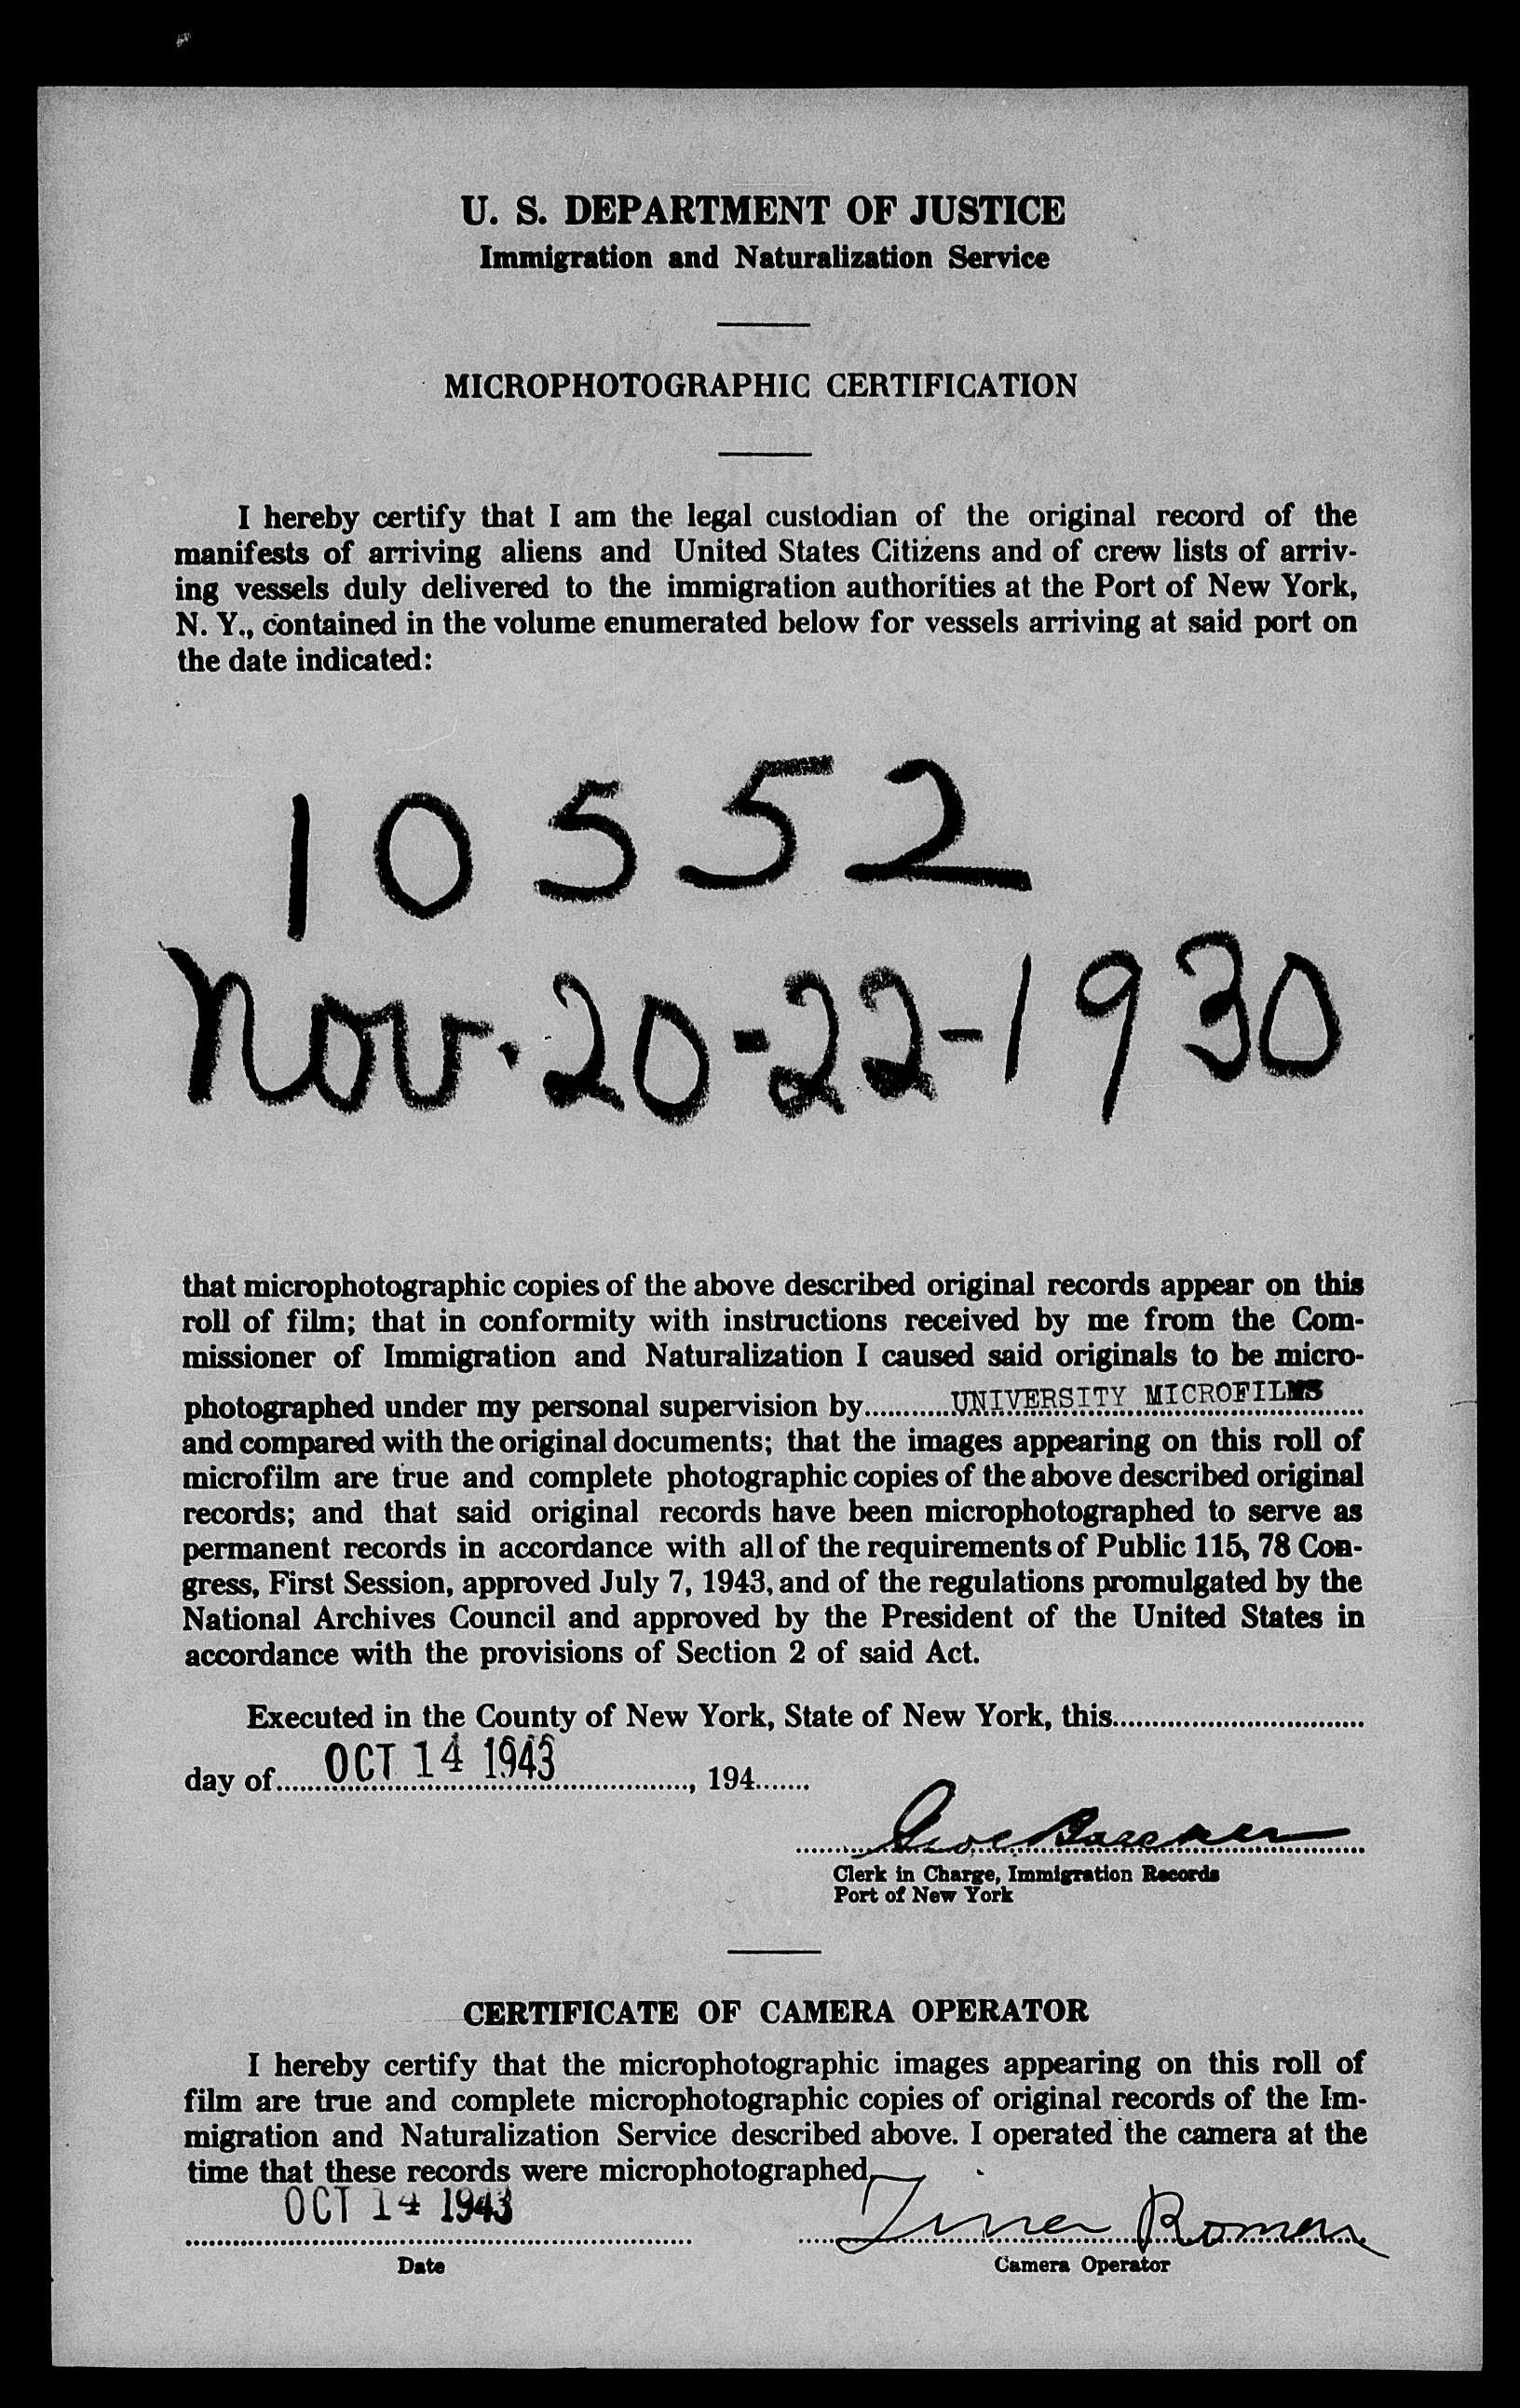 U. S. DEPARTMENT OF JUSTICE
Immigration and Naturalization Service
MICROPHOTOGRAPHIC CERTIFICATION
I hereby certify that I am the legal custodian of the original record of the
manifests of arriving aliens and United States Citizens and of crew lists of arriv-
ing vessels duly delivered to the immigration authorities at the Port of New York,
N. Y., contained in the volume enumerated below for vessels arriving at said port on
the date indicated:
10552
Nov. 20-22-1930
that microphotographic copies of the above described original records appear on this
roll of film; that in conformity with instructions received by me from the Com-
missioner of Immigration and Naturalization I caused said originals to be micro-
photographed under my personal supervision by...........UNIVERSITY MICROFILMS
and compared with the original documents; that the images appearing on this roll of
microfilm are true and complete photographic copies of the above described original
records; and that said original records have been microphotographed to serve as
permanent records in accordance with all of the requirements of Public 115, 78 Con-
gress, First Session, approved July 7, 1943, and of the regulations promulgated by the
National Archives Council and approved by the President of the United States in
accordance with the provisions of Section 2 of said Act.
Executed in the County of New York, State of New York, this................................
day of......OCT 14 1943.................., 194.......
Clerk in Charge, Immigration Records
Port of New York
CERTIFICATE OF CAMERA OPERATOR
I hereby certify that the microphotographic images appearing on this roll of
film are true and complete microphotographic copies of original records of the Im-
migration and Naturalization Service described above. I operated the camera at the
time that these records were microphotographed.
OCT 14 1943
Date
Camera Operator